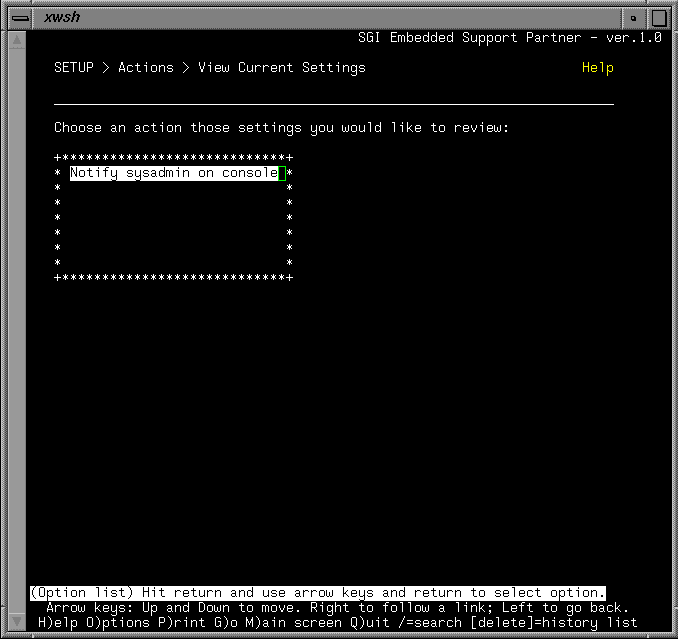 xwsh
SGI Embedded Support Partner - ver.1.0
SETUP > Actions > View Current Settings Help
Choose an action those settings you would like to review:
+****************************+
* Notify sysadmin on console *
* *
* *
* *
* *
* *
* *
+****************************+
(Option list) Hit return and use arrow keys and return to select option.
Arrow keys: Up and Down to move. Right to follow a link; Left to go back.
H)elp O)ptions P)rint G)o M)ain screen Q)uit /=search [delete]=history list